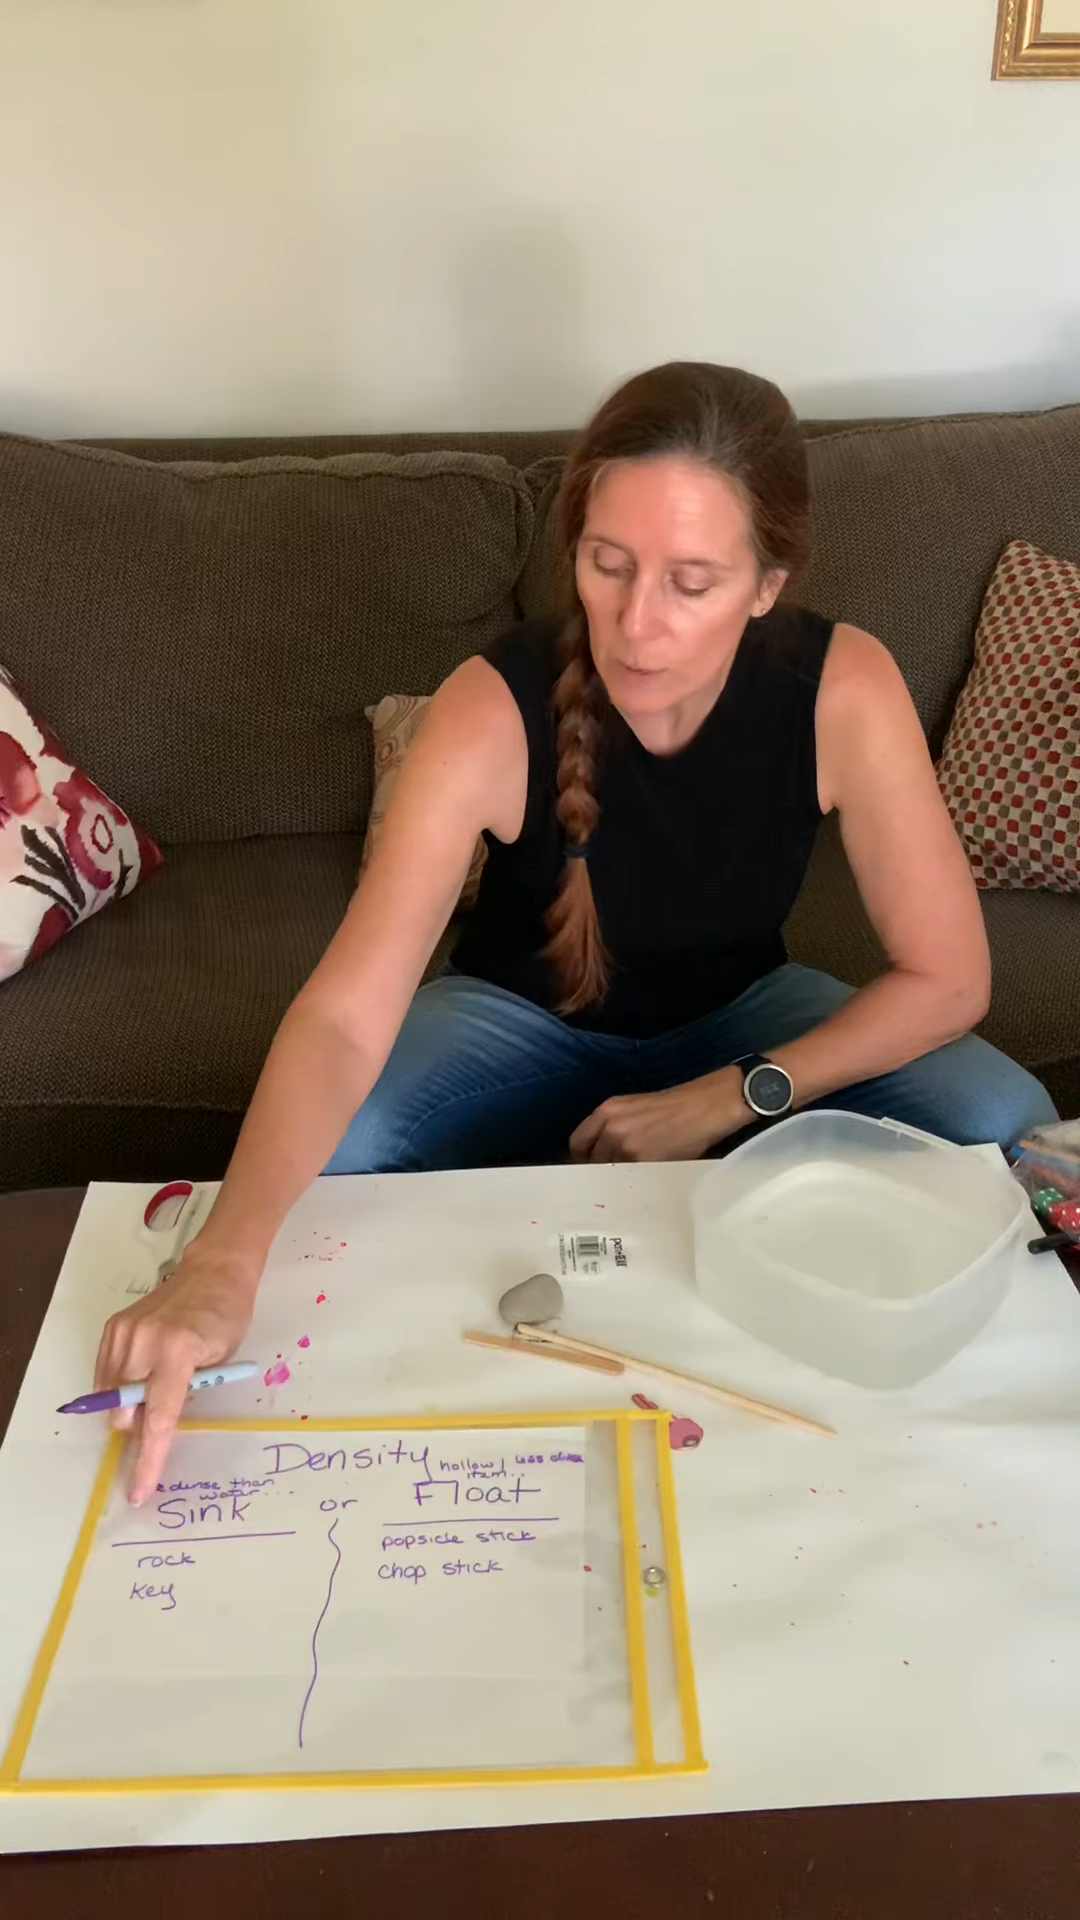 Density
hollow/ less dense
item...
dense than
water...
Sink or Float
rock
key
popsicle stick
chop stick